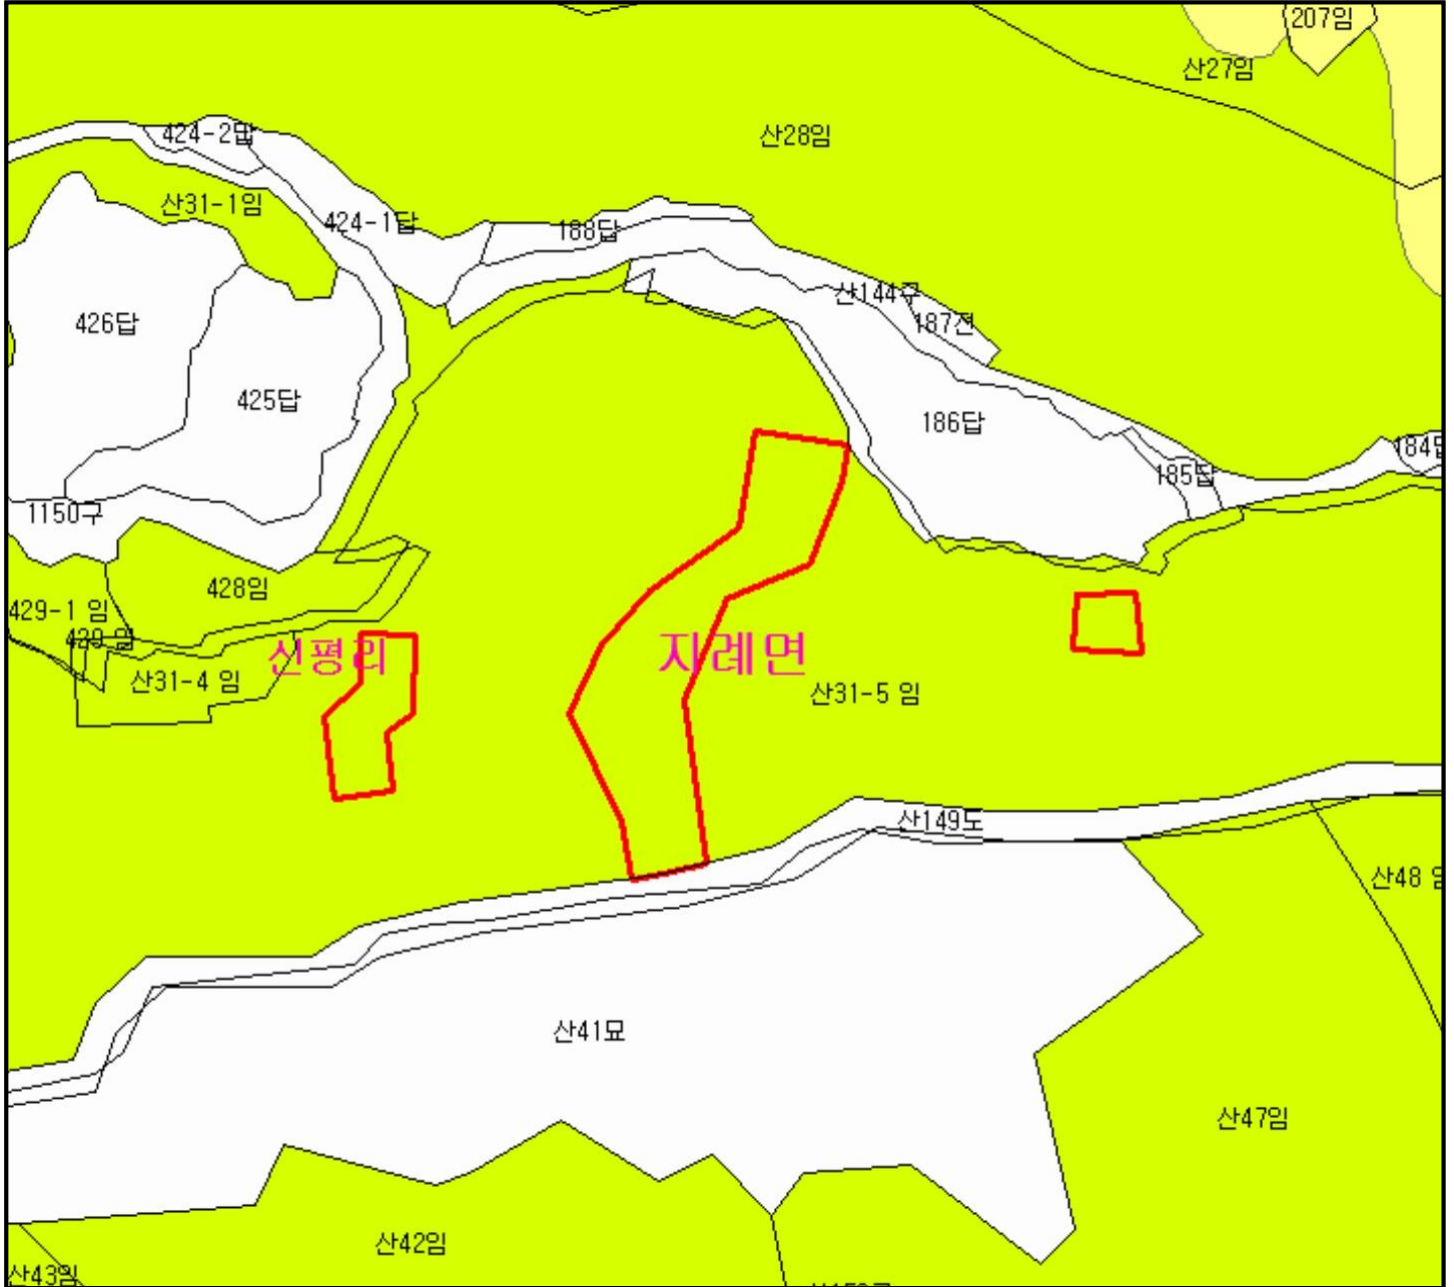 207임
산27임
424-2답
산28임
산31-1임
424-1답
188답
산144구
187전
426답
425답
186답
184답
185답
1150구
428임
429-1 임
429 임
신평리
지례면
산31-4 임
산31-5 임
산149도
산48 임
산41묘
산47임
산42임
산43임